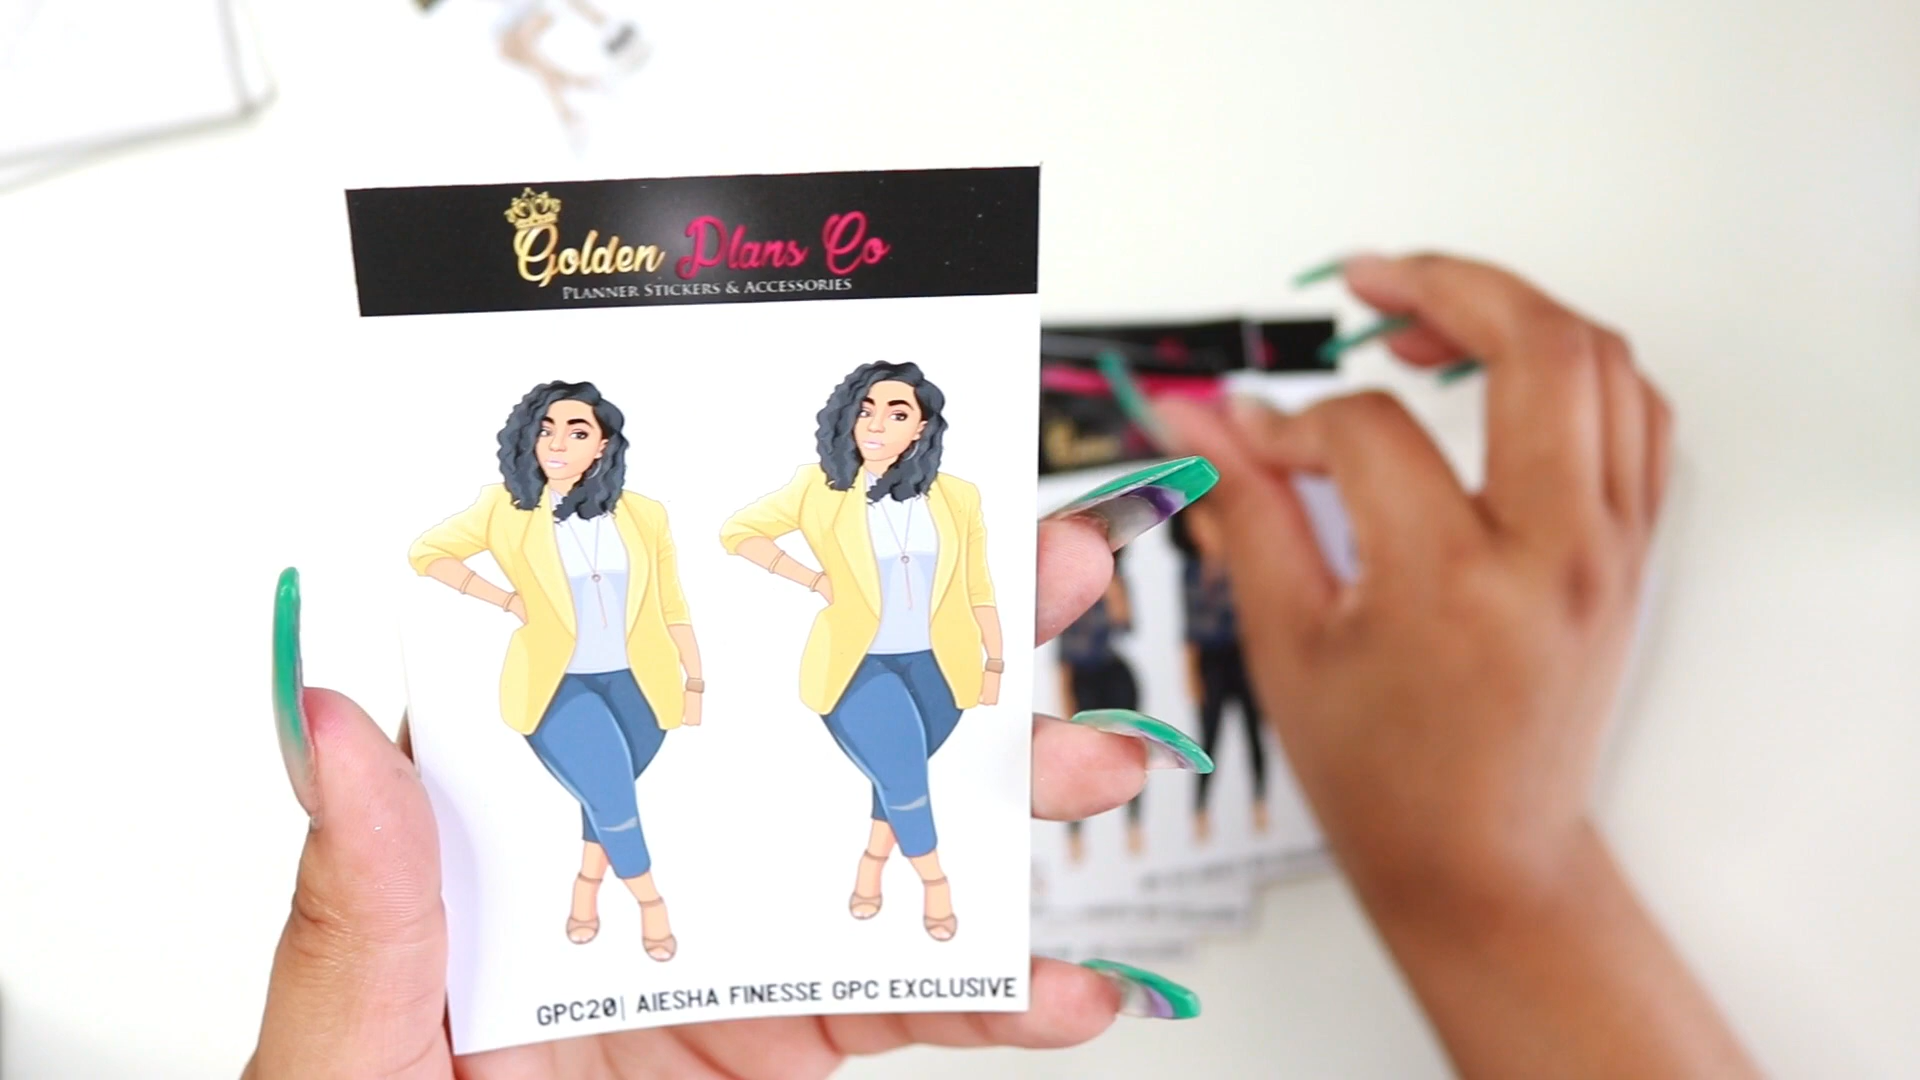 Golden Plans Co
PLANNER STICKERS & ACCESSORIES
GPC20| AIESHA FINESSE GPC EXCLUSIVE